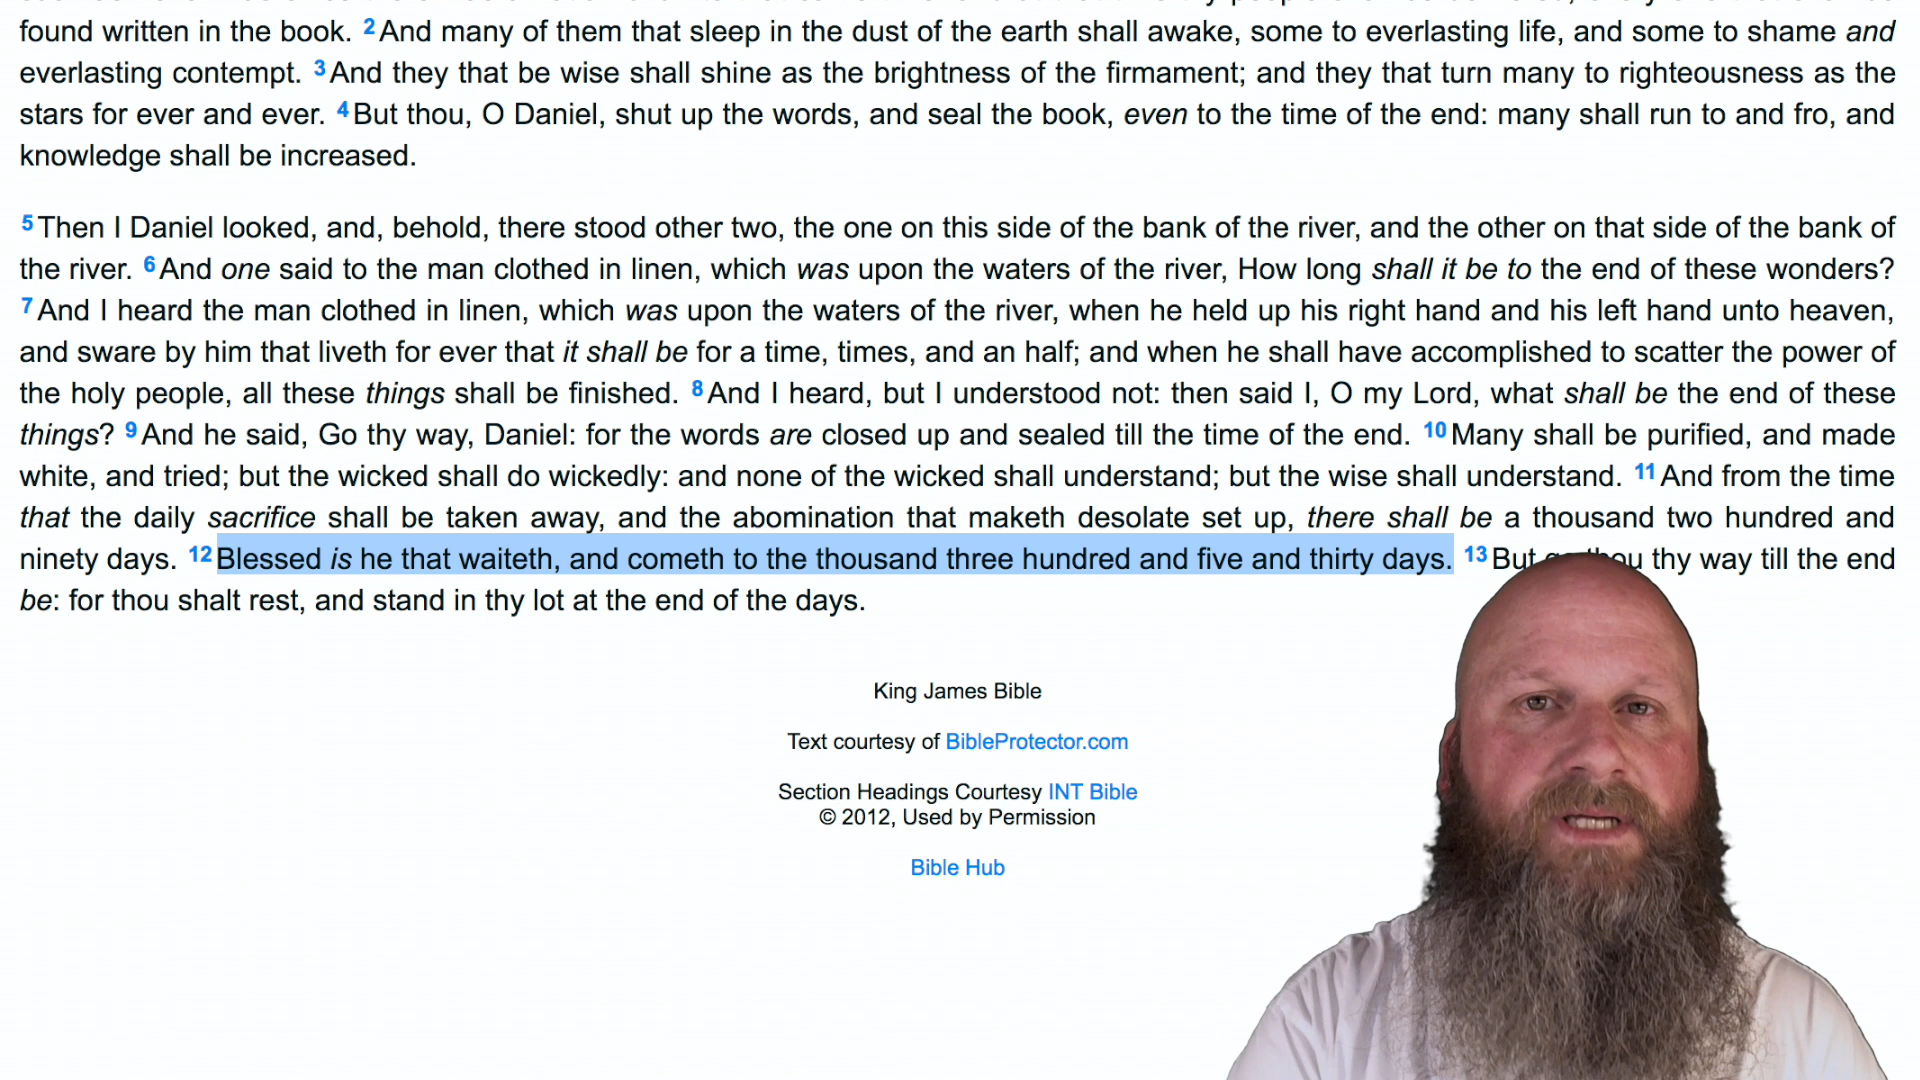 found written in the book. 2 And many of them that sleep in the dust of the earth shall awake, some to everlasting life, and some to shame and
everlasting contempt. 3 And they that be wise shall shine as the brightness of the firmament; and they that turn many to righteousness as the
stars for ever and ever. 4 But thou, O Daniel, shut up the words, and seal the book, even to the time of the end: many shall run to and fro, and
knowledge shall be increased.
5 Then I Daniel looked, and, behold, there stood other two, the one on this side of the bank of the river, and the other on that side of the bank of
the river. 6 And one said to the man clothed in linen, which was upon the waters of the river, How long shall it be to the end of these wonders?
7 And I heard the man clothed in linen, which was upon the waters of the river, when he held up his right hand and his left hand unto heaven,
and sware by him that liveth for ever that it shall be for a time, times, and an half; and when he shall have accomplished to scatter the power of
the holy people, all these things shall be finished. 8 And I heard, but I understood not: then said I, O my Lord, what shall be the end of these
things? 9 And he said, Go thy way, Daniel: for the words are closed up and sealed till the time of the end. 10 Many shall be purified, and made
white, and tried; but the wicked shall do wickedly: and none of the wicked shall understand; but the wise shall understand. 11 And from the time
that the daily sacrifice shall be taken away, and the abomination that maketh desolate set up, there shall be a thousand two hundred and
ninety days. 12 Blessed is he that waiteth, and cometh to the thousand three hundred and five and thirty days. 13 But thy way till the end
be: for thou shalt rest, and stand in thy lot at the end of the days.
King James Bible
Text courtesy of BibleProtector.com
Section Headings Courtesy INT Bible
© 2012, Used by Permission
Bible Hub